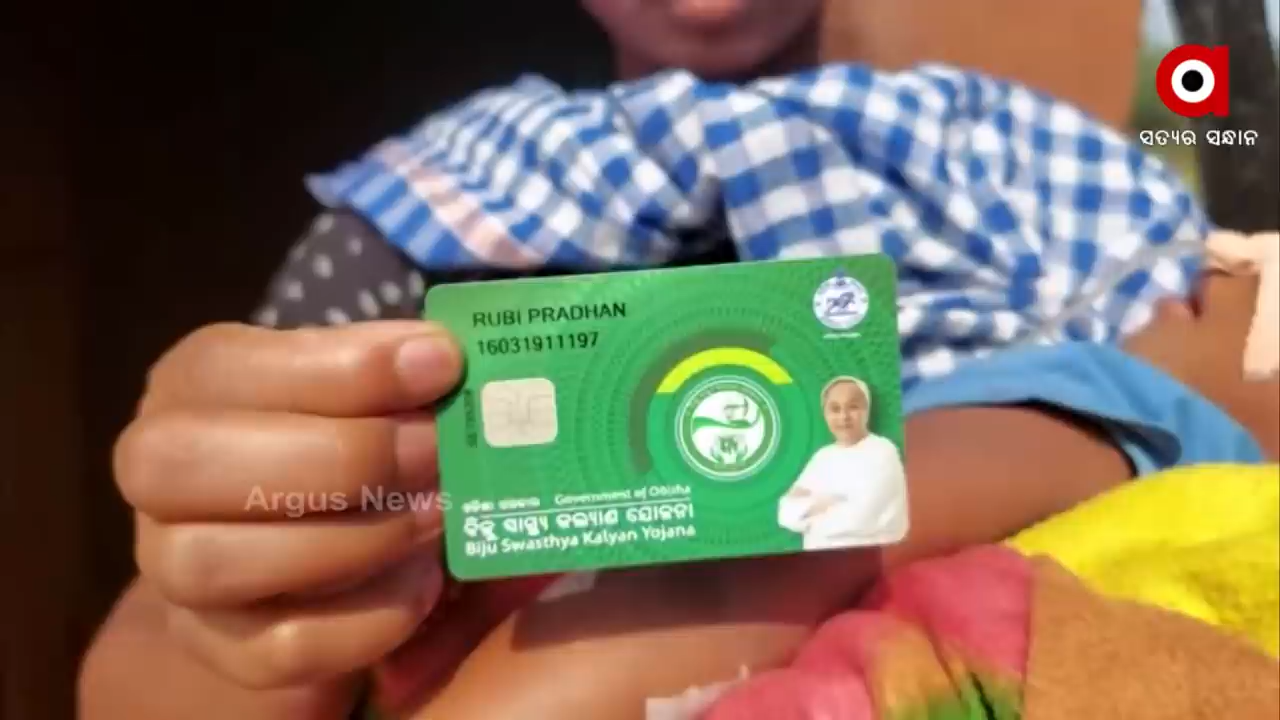 ସତ୍ୟର ସନ୍ଧାନ
RUBI PRADHAN
16031911197
Argus News
ଓଡ଼ିଶା ସରକାର Government of Odisha
ବିଜୁ ସ୍ୱାସ୍ଥ୍ୟ କଲ୍ୟାଣ ଯୋଜନା
Biju Swasthya Kalyan Yojana